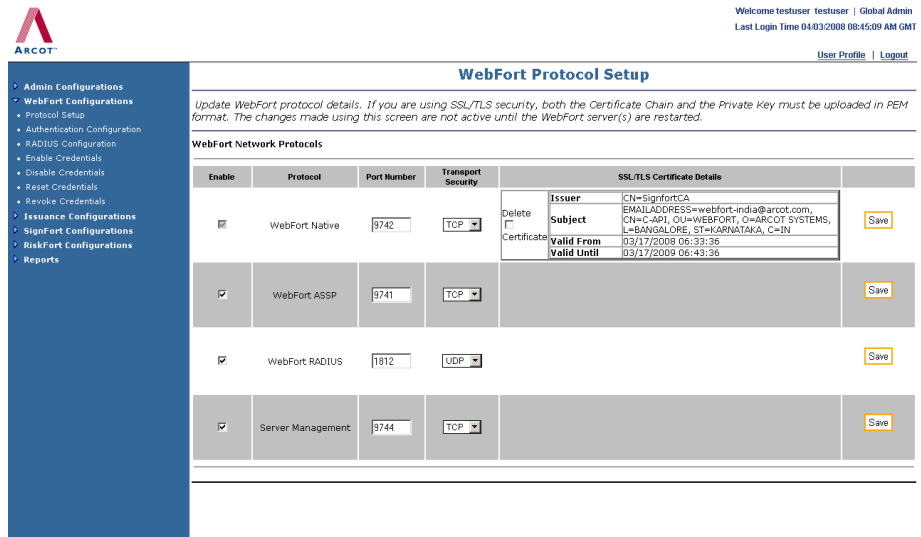 ARCOT™
Welcome testuser testuser | Global Admin
Last Login Time 04/03/2008 08:45:09 AM GMT
User Profile | Logout
Admin Configurations
WebFort Configurations
Protocol Setup
Authentication Configuration
RADIUS Configuration
Enable Credentials
Disable Credentials
Reset Credentials
Revoke Credentials
Issuance Configurations
SignFort Configurations
RiskFort Configurations
Reports
WebFort Protocol Setup
Update WebFort protocol details. If you are using SSL/TLS security, both the Certificate Chain and the Private Key must be uploaded in PEM
format. The changes made using this screen are not active until the WebFort server(s) are restarted.
WebFort Network Protocols
Enable Protocol Port Number Transport Security SSL/TLS Certificate Details
WebFort Native 9742 TCP
Delete
Certificate
Issuer CN=SignfortCA
Subject EMAILADDRESS=webfort-india@arcot.com,
CN=C-API, OU=WEBFORT, O=ARCOT SYSTEMS,
L=BANGALORE, ST=KARNATAKA, C=IN
Valid From 03/17/2008 06:33:36
Valid Until 03/17/2009 06:43:36
Save
WebFort ASSP 9741 TCP Save
WebFort RADIUS 1812 UDP Save
Server Management 9744 TCP Save